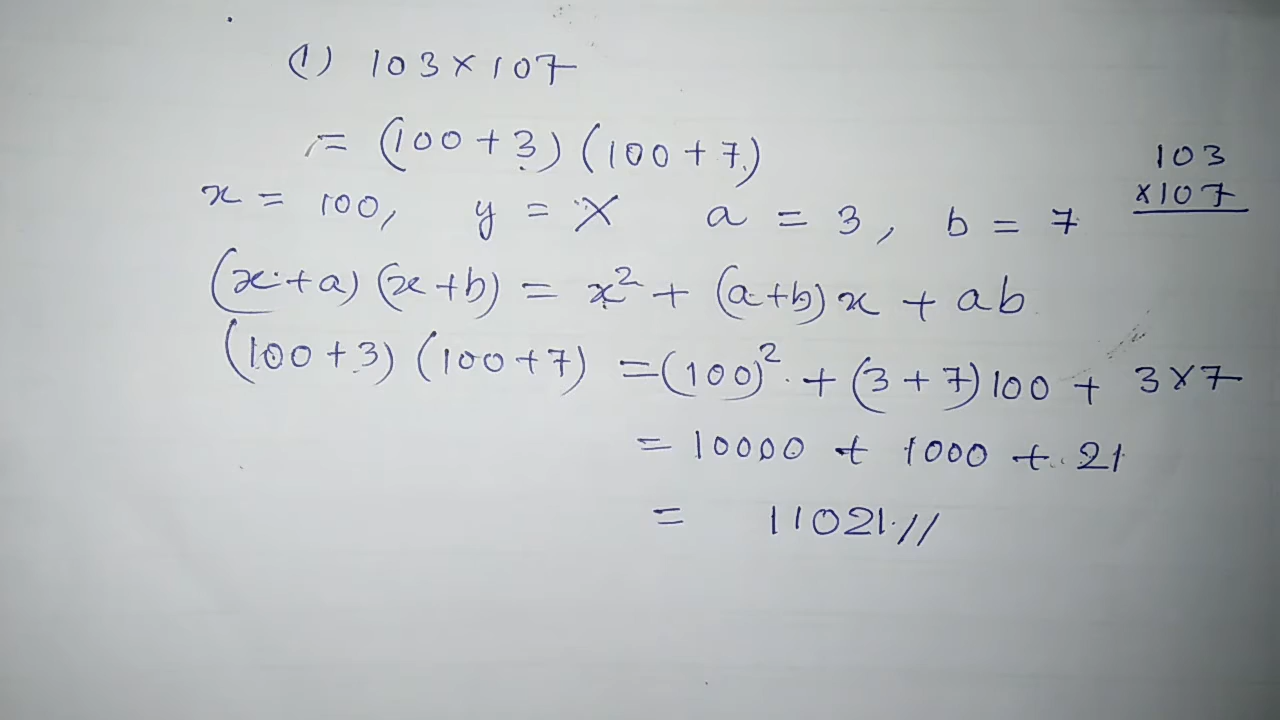 (1) 103 × 107
= (100 + 3) (100 + 7)
x = 100, y = X a = 3, b = 7
(x + a) (x + b) = x² + (a + b) x + ab
(100 + 3) (100 + 7) = (100)² + (3 + 7) 100 + 3 × 7
= 10000 + 1000 + 21
= 11021 //
103
× 107